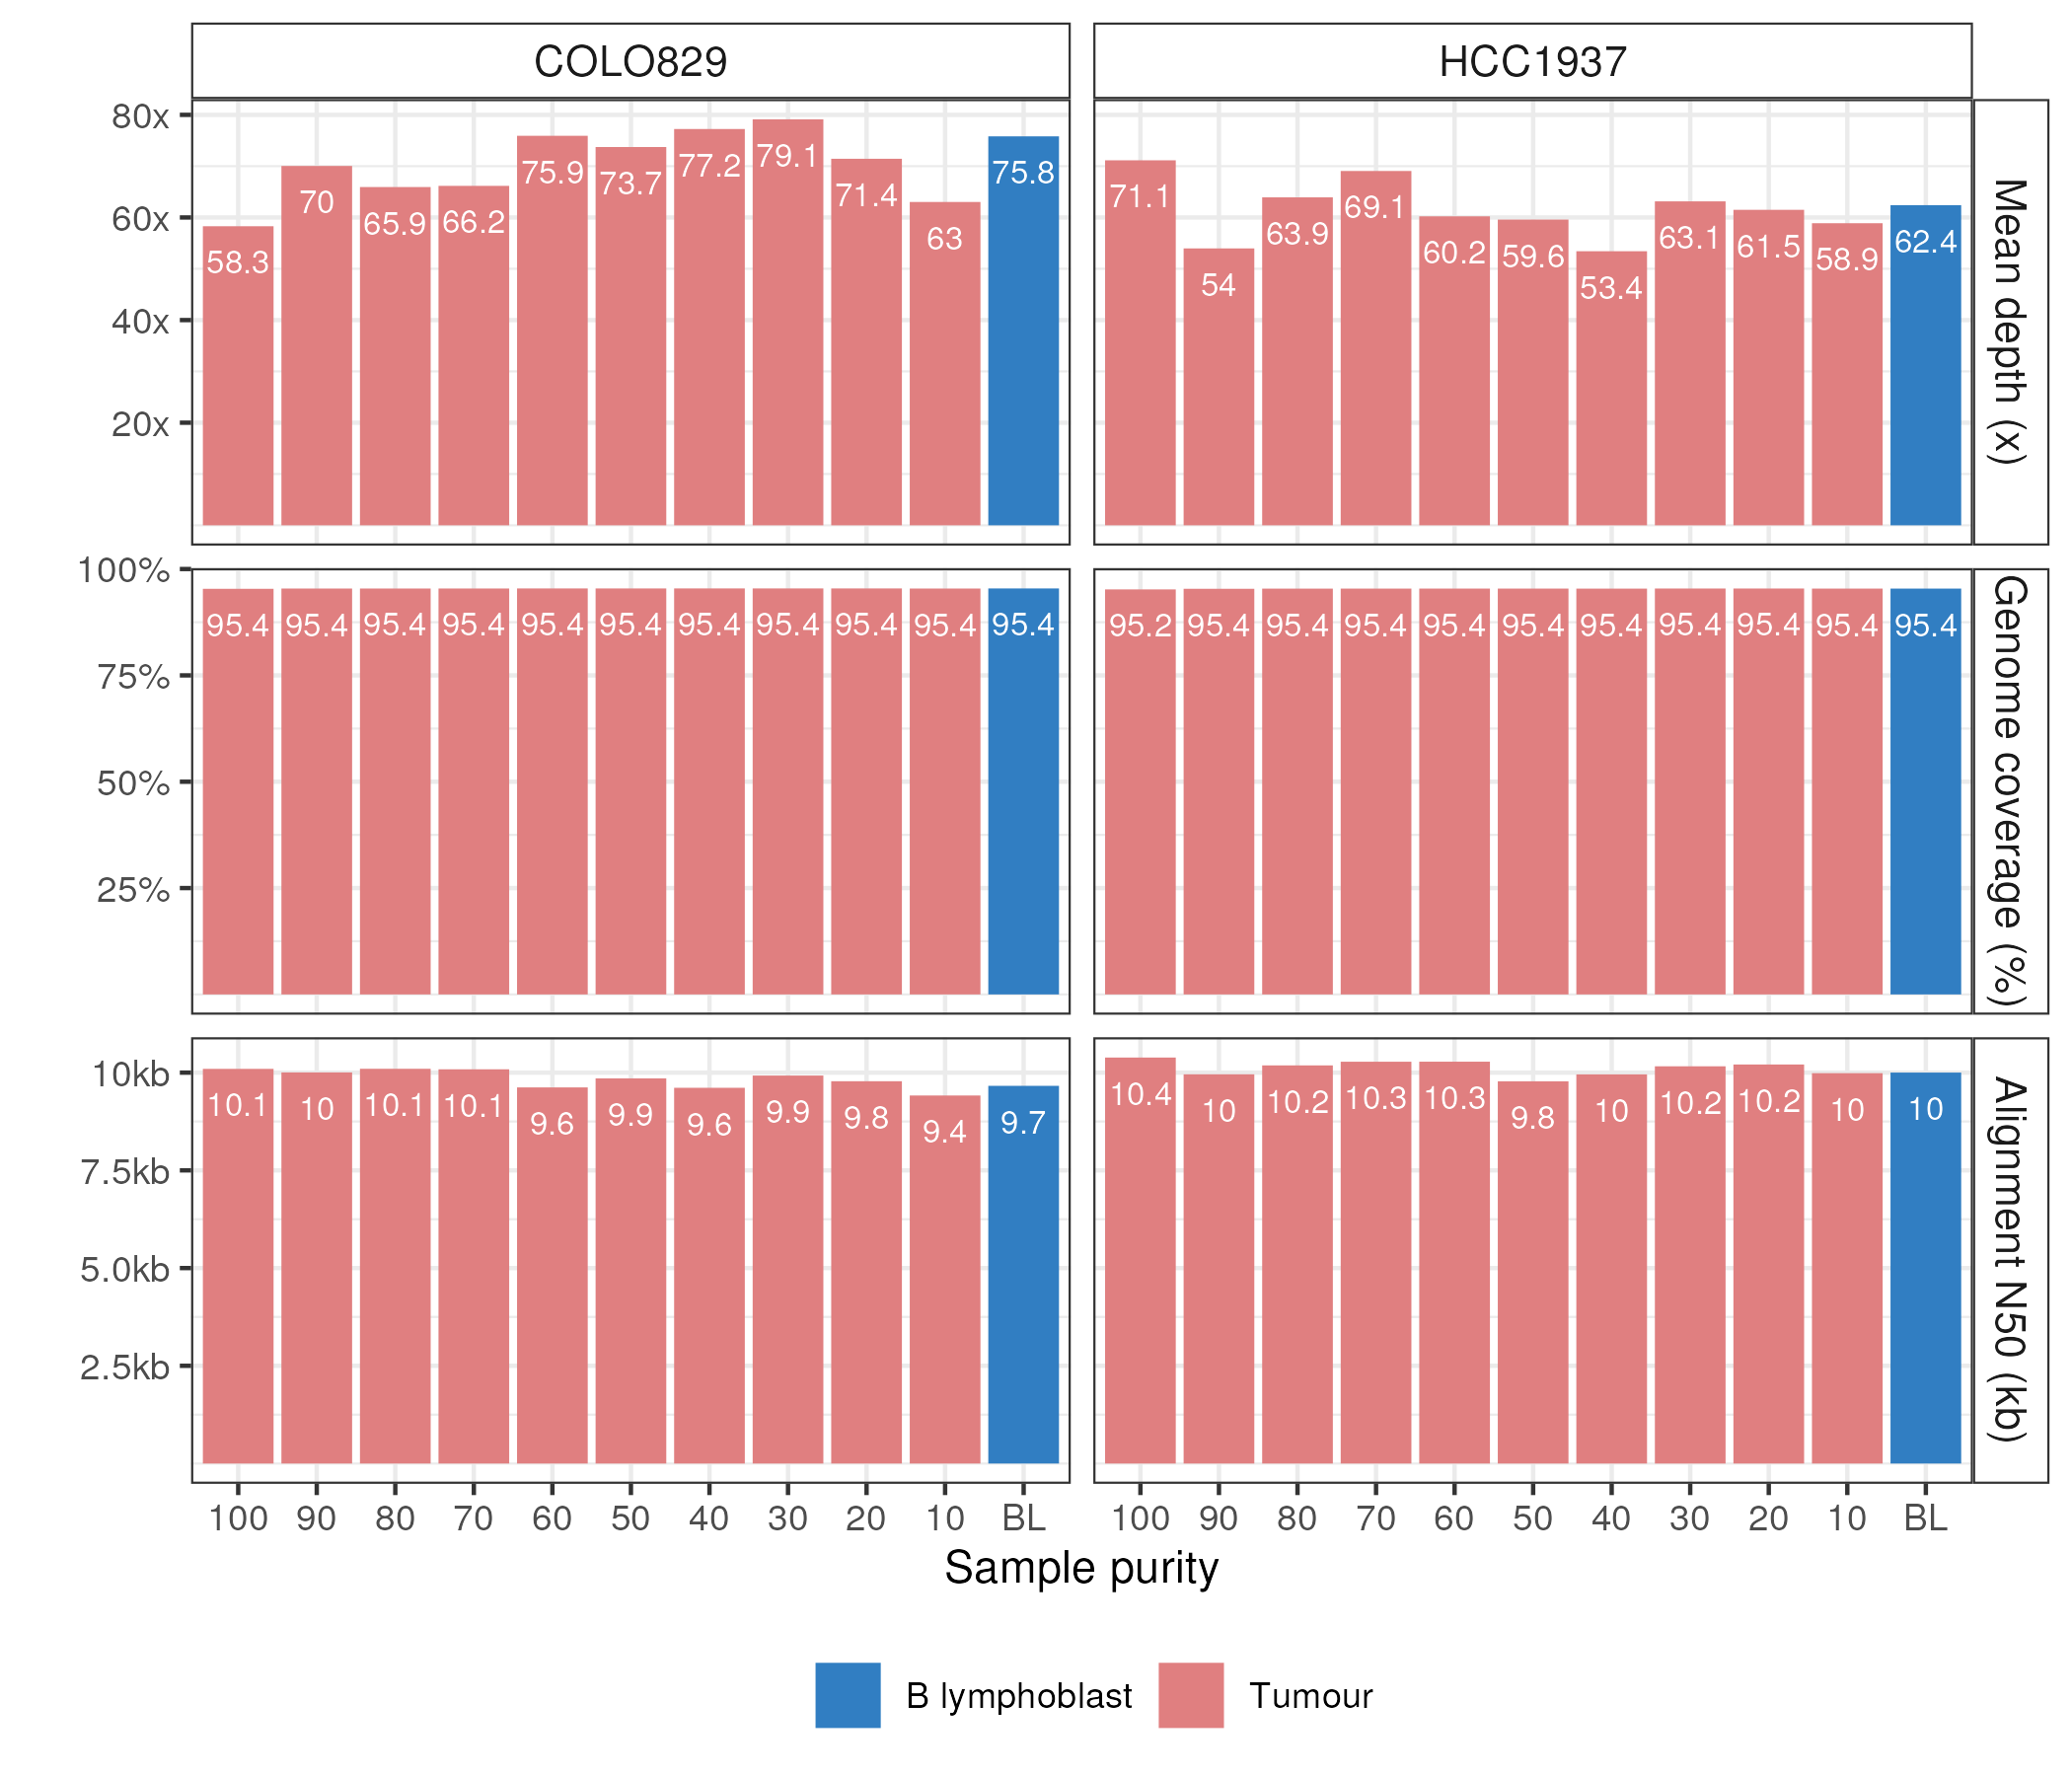 COLO829 HCC1937
80x
60x
40x
20x
58.3 70 65.9 66.2 75.9 73.7 77.2 79.1 71.4 63 75.8
71.1 54 63.9 69.1 60.2 59.6 53.4 63.1 61.5 58.9 62.4
Mean depth (x)
100%
75%
50%
25%
95.4 95.4 95.4 95.4 95.4 95.4 95.4 95.4 95.4 95.4 95.4
95.2 95.4 95.4 95.4 95.4 95.4 95.4 95.4 95.4 95.4 95.4
Genome coverage (%)
10kb
7.5kb
5.0kb
2.5kb
10.1 10 10.1 10.1 9.6 9.9 9.6 9.9 9.8 9.4 9.7
10.4 10 10.2 10.3 10.3 9.8 10 10.2 10.2 10 10
Alignment N50 (kb)
100 90 80 70 60 50 40 30 20 10 BL
100 90 80 70 60 50 40 30 20 10 BL
Sample purity
B lymphoblast Tumour